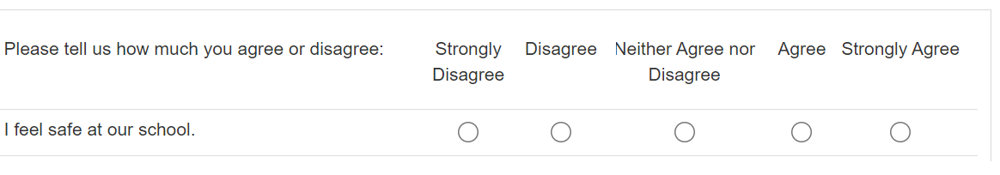 Please tell us how much you agree or disagree: Strongly Disagree Neither Agree nor Agree Strongly Agree
Disagree Disagree
I feel safe at our school.